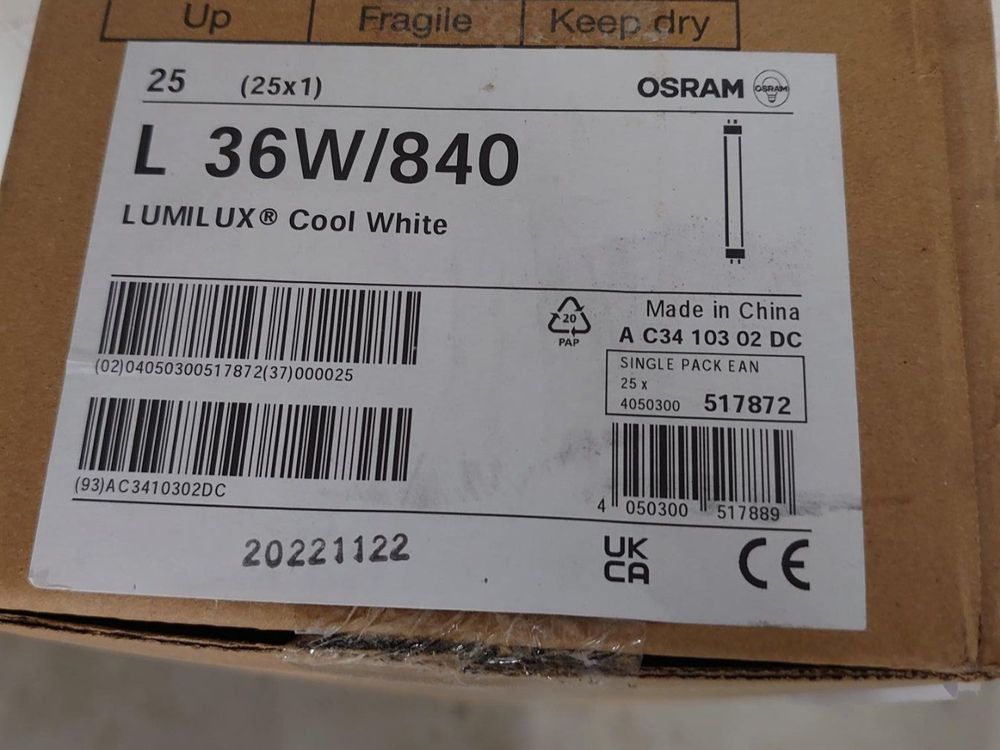 Up Fragile Keep dry
25 (25x1) OSRAM OSRAM
L 36W/840
LUMILUX® Cool White
(02)04050300517872(37)000025
(93)AC3410302DC
20
PAP
Made in China
A C34 103 02 DC
SINGLE PACK EAN
25 x
4050300 517872
4 050300 517889
20221122
UK
CA
CE